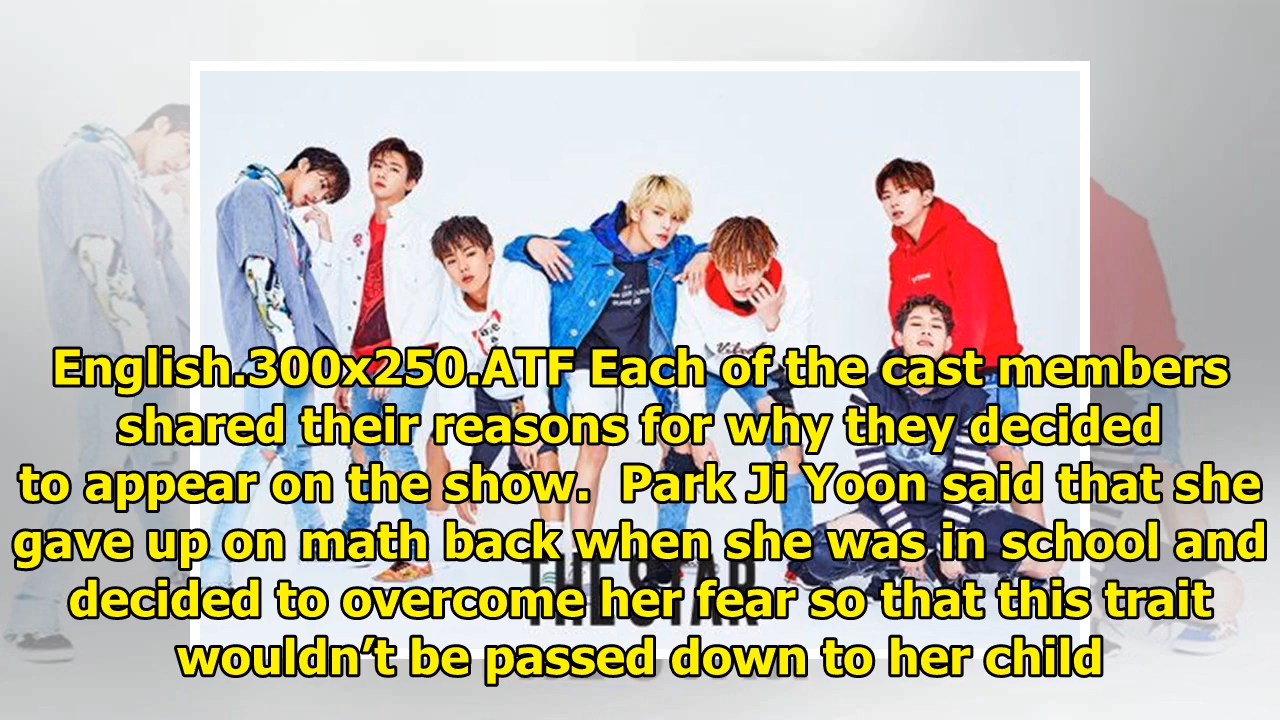 English.300x250.ATF Each of the cast members
shared their reasons for why they decided
to appear on the show.  Park Ji Yoon said that she
gave up on math back when she was in school and
decided to overcome her fear so that this trait
wouldn’t be passed down to her child
THE STAR